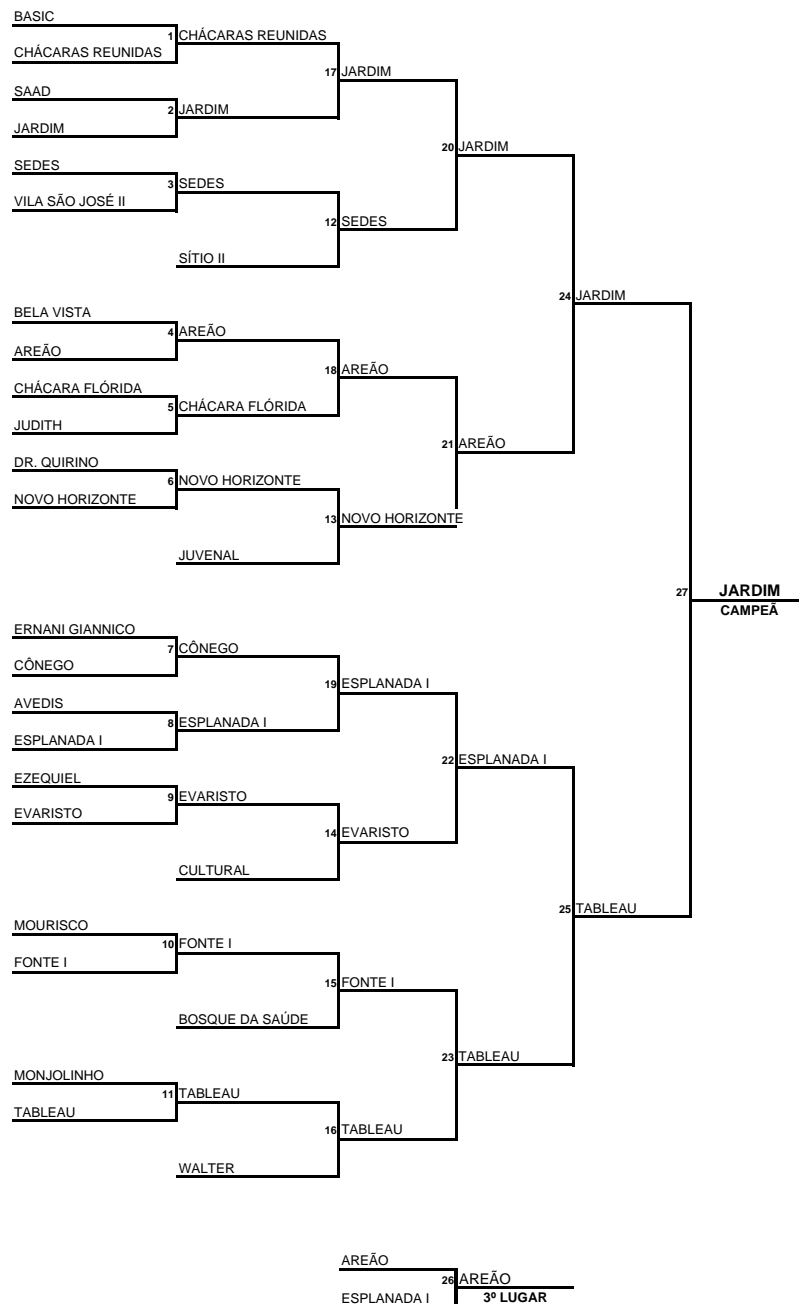 BASIC
1 CHÁCARAS REUNIDAS
CHÁCARAS REUNIDAS
17 JARDIM
SAAD
2 JARDIM
JARDIM
20 JARDIM
SEDES
3 SEDES
VILA SÃO JOSÉ II
12 SEDES
SÍTIO II
24 JARDIM
BELA VISTA
4 AREÃO
AREÃO
18 AREÃO
CHÁCARA FLÓRIDA
5 CHÁCARA FLÓRIDA
JUDITH
21 AREÃO
DR. QUIRINO
6 NOVO HORIZONTE
NOVO HORIZONTE
13 NOVO HORIZONTE
JUVENAL
27 JARDIM
CAMPEÃ
ERNANI GIANNICO
7 CÔNEGO
CÔNEGO
19 ESPLANADA I
AVEDIS
8 ESPLANADA I
ESPLANADA I
22 ESPLANADA I
EZEQUIEL
9 EVARISTO
EVARISTO
14 EVARISTO
CULTURAL
25 TABLEAU
MOURISCO
10 FONTE I
FONTE I
15 FONTE I
BOSQUE DA SAÚDE
23 TABLEAU
MONJOLINHO
11 TABLEAU
TABLEAU
16 TABLEAU
WALTER
AREÃO
26 AREÃO
ESPLANADA I
3º LUGAR